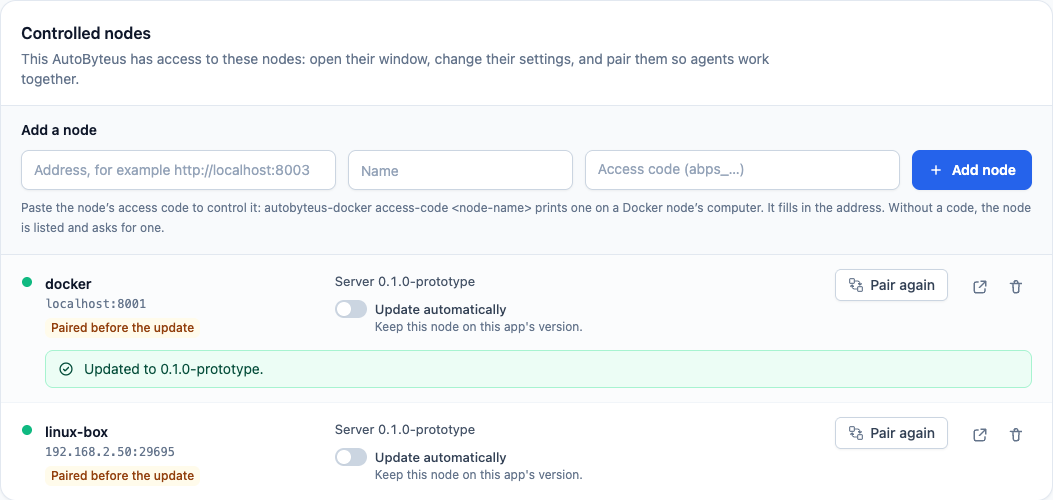 Controlled nodes
This AutoByteus has access to these nodes: open their window, change their settings, and pair them so agents work
together.
Add a node
Address, for example http://localhost:8003
Name
Access code (abps_...)
+ Add node
Paste the node's access code to control it: autobyteus-docker access-code <node-name> prints one on a Docker node's computer. It fills in the address. Without a code, the node
is listed and asks for one.
docker
localhost:8001
Paired before the update
Server 0.1.0-prototype
Update automatically
Keep this node on this app's version.
Pair again
Updated to 0.1.0-prototype.
linux-box
192.168.2.50:29695
Paired before the update
Server 0.1.0-prototype
Update automatically
Keep this node on this app's version.
Pair again